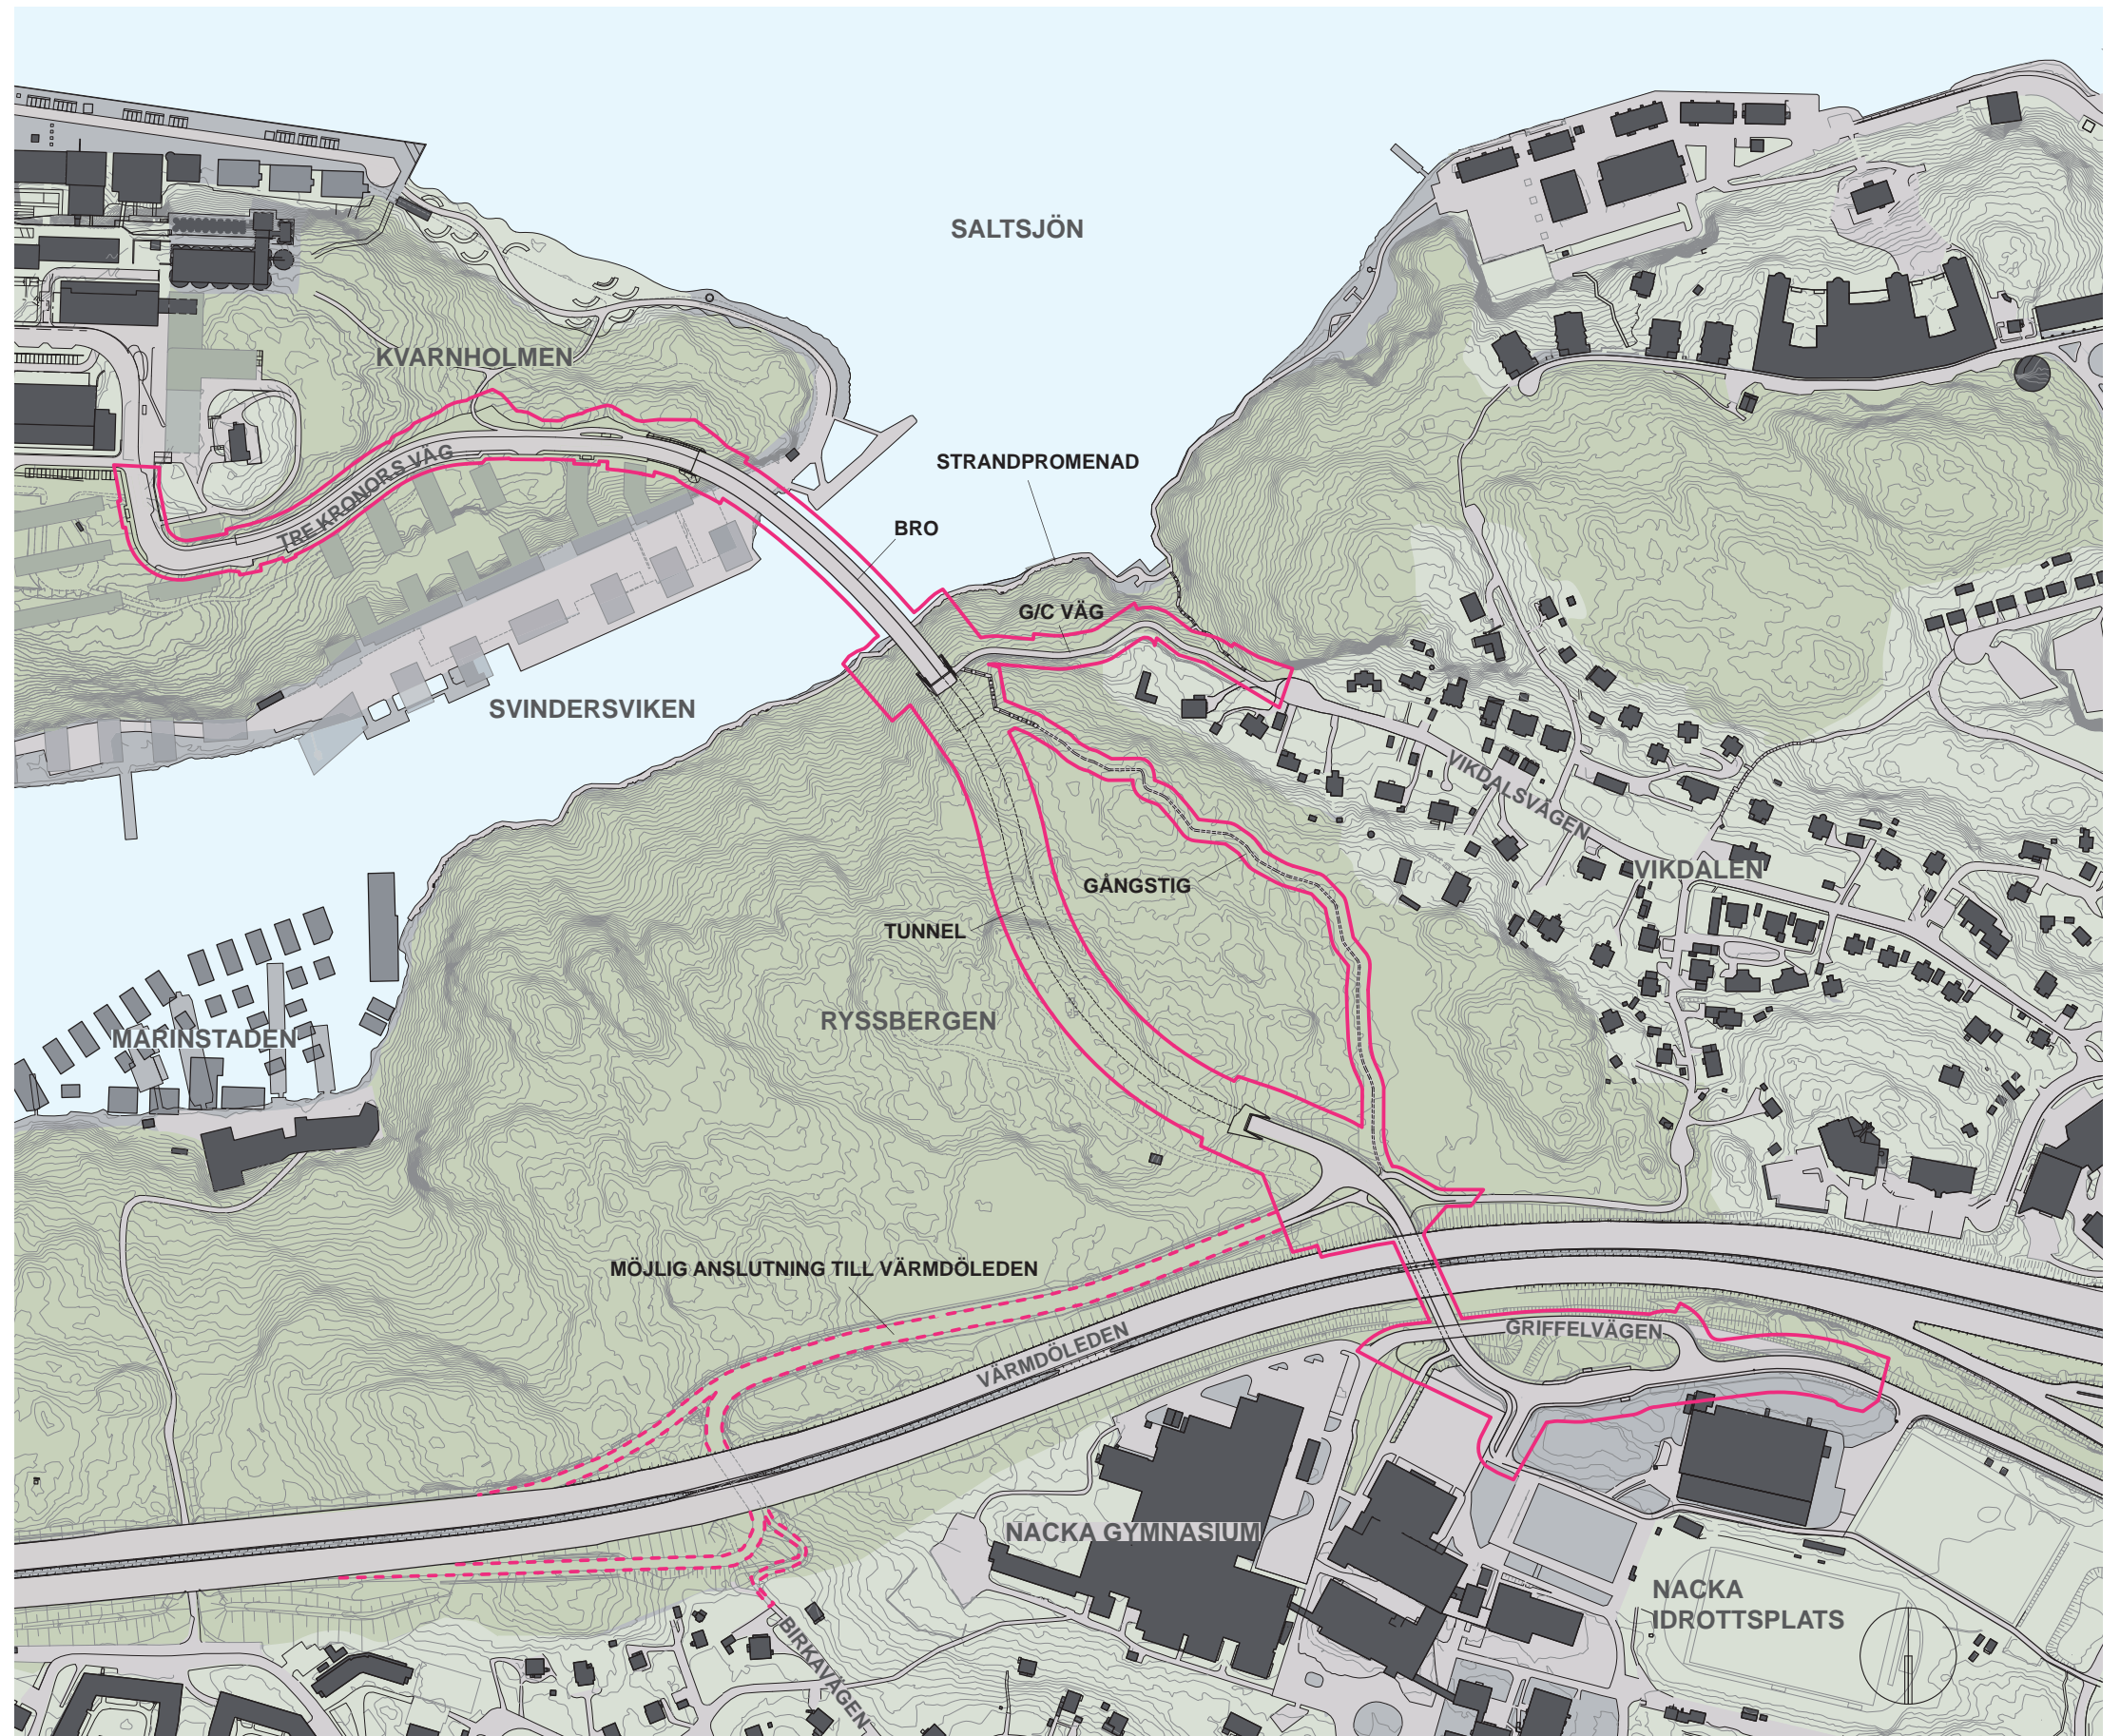 SALTSJÖN
KVARNHOLMEN
STRANDPROMENAD
TRE KRONORS VÄG
BRO
G/C VÄG
SVINDERSVIKEN
VIKDALSVÄGEN
VIKDALEN
GÅNGSTIG
TUNNEL
RYSSBERGEN
MARINSTADEN
MÖJLIG ANSLUTNING TILL VÄRMDÖLEDEN
GRIFFELVÄGEN
VÄRMDÖLEDEN
NACKA GYMNASIUM
NACKA
IDROTTSPLATS
BIRKAVÄGEN